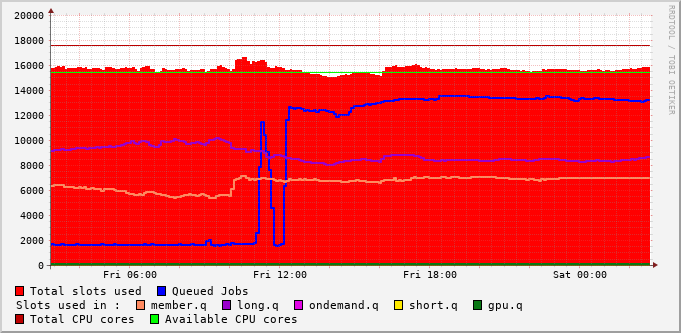 20000
18000
16000
14000
12000
10000
8000
6000
4000
2000
0
Fri 06:00 Fri 12:00 Fri 18:00 Sat 00:00
Total slots used Queued Jobs
Slots used in : member.q long.q ondemand.q short.q gpu.q
Total CPU cores Available CPU cores
RRDTOOL / TOBI OETIKER